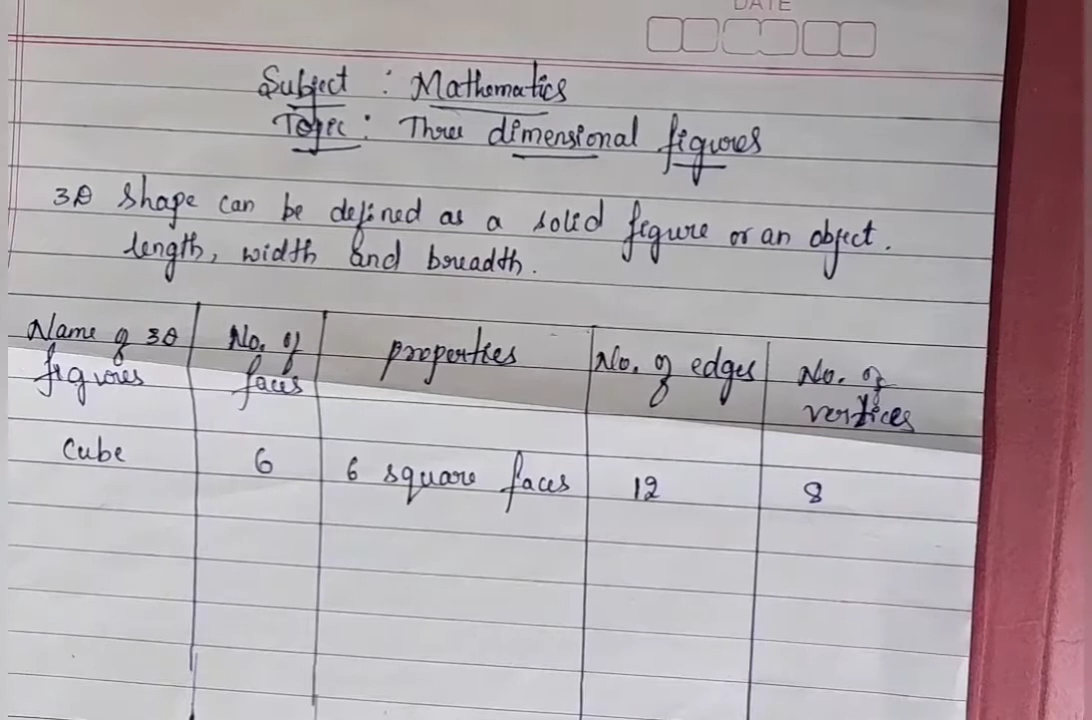 DATE
Subject : Mathematics
Topic : Three dimensional figures
3D Shape can be defined as a solid figure or an object.
length, width and breadth.
Name of 3D figures | No. of faces | properties | No. of edges | No. of vertices
Cube | 6 | 6 square faces | 12 | 8